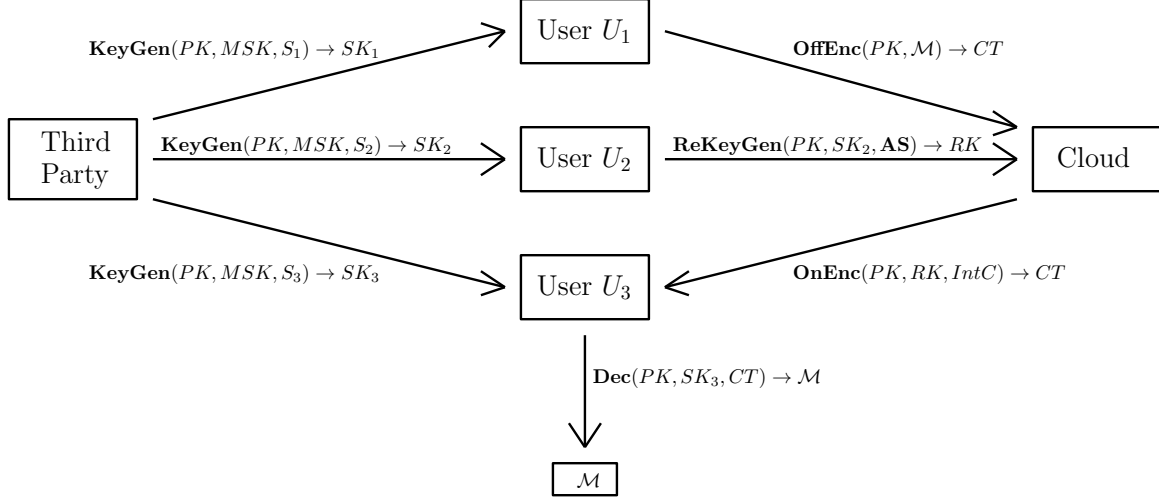 User U₁
KeyGen(PK, MSK, S₁) → SK₁
OffEnc(PK, ℳ) → CT
Third
Party
KeyGen(PK, MSK, S₂) → SK₂
User U₂
ReKeyGen(PK, SK₂, AS) → RK
Cloud
KeyGen(PK, MSK, S₃) → SK₃
User U₃
OnEnc(PK, RK, IntC) → CT
Dec(PK, SK₃, CT) → ℳ
ℳ